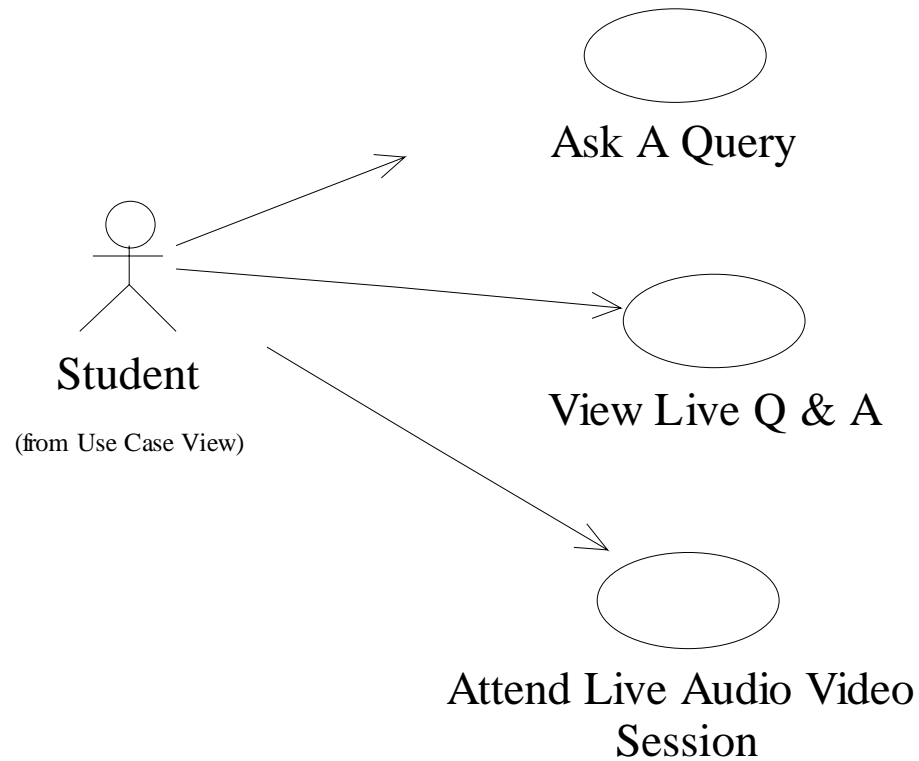 Ask A Query
Student
(from Use Case View)
View Live Q & A
Attend Live Audio Video
Session